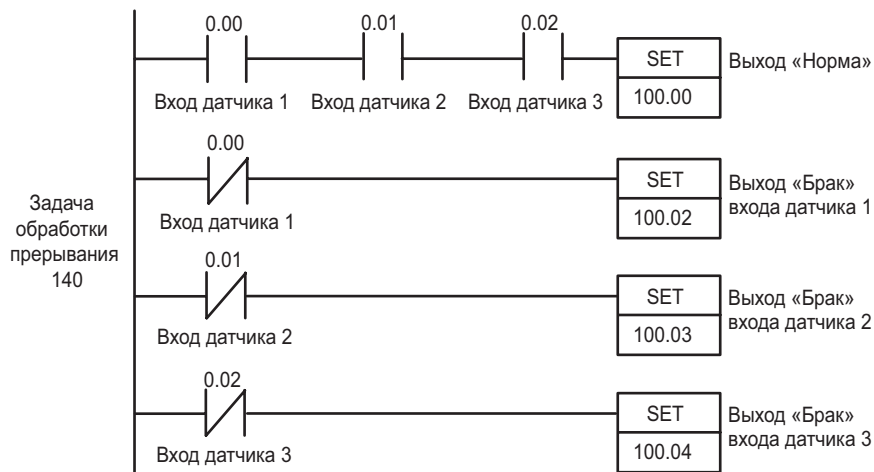 0.00
0.01
0.02
SET
Выход «Норма»
100.00
Вход датчика 1
Вход датчика 2
Вход датчика 3
0.00
SET
Выход «Брак»
входа датчика 1
100.02
Вход датчика 1
Задача
обработки
прерывания
140
0.01
SET
Выход «Брак»
входа датчика 2
100.03
Вход датчика 2
0.02
SET
Выход «Брак»
входа датчика 3
100.04
Вход датчика 3